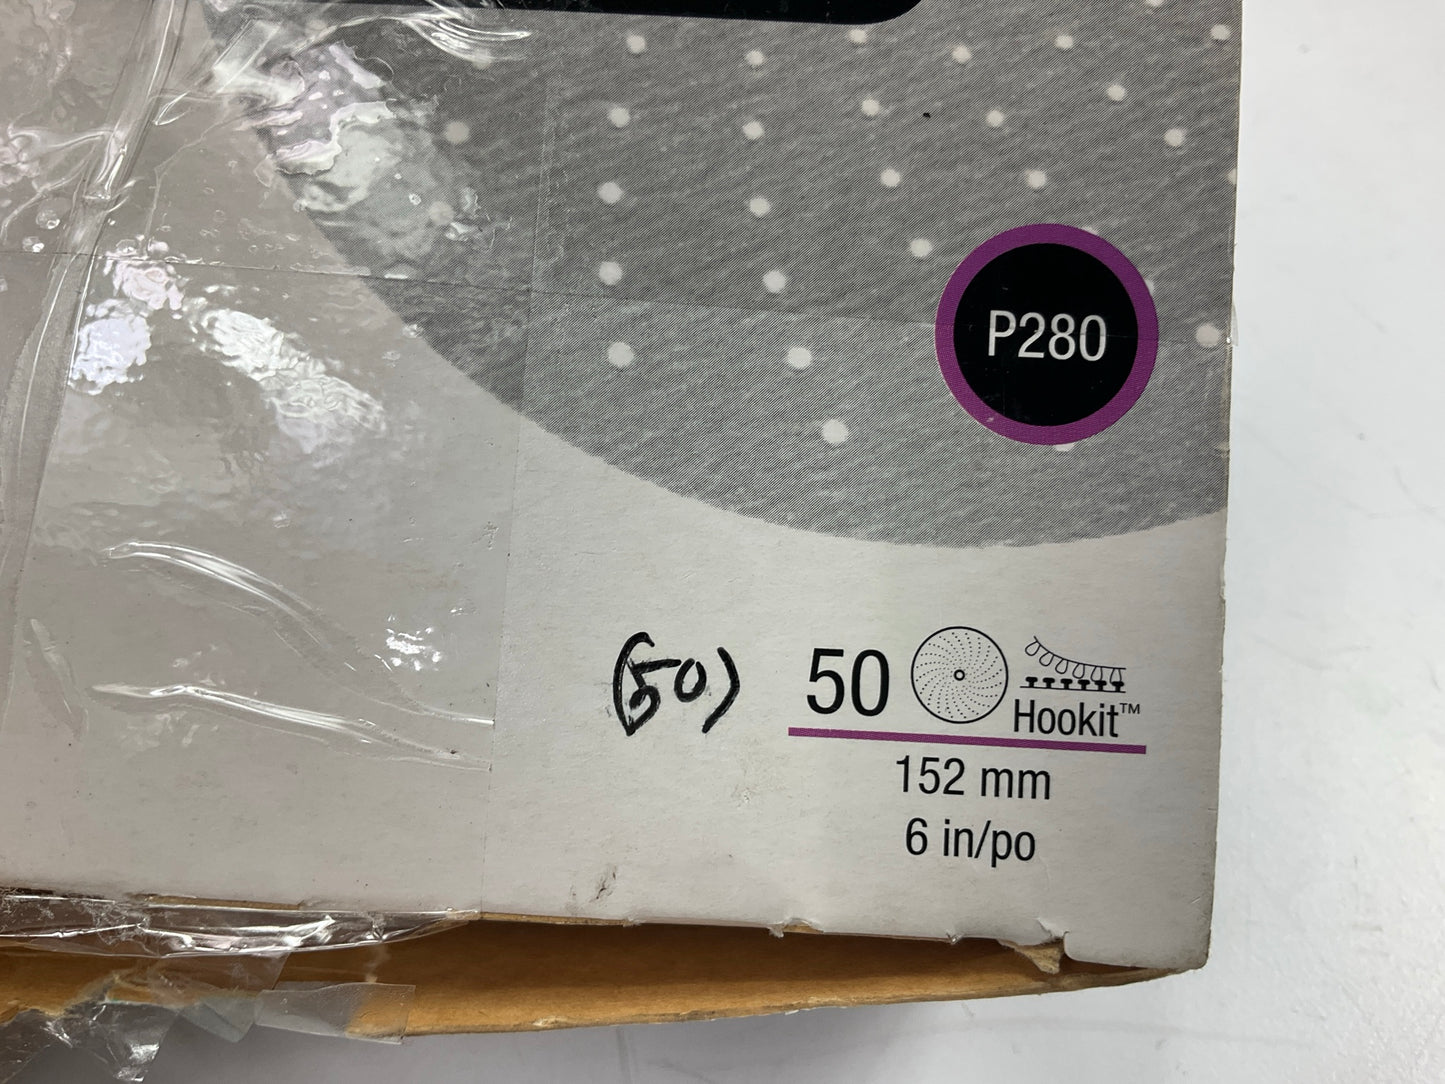 P280
(50) 50
Hookit™
152 mm
6 in/po